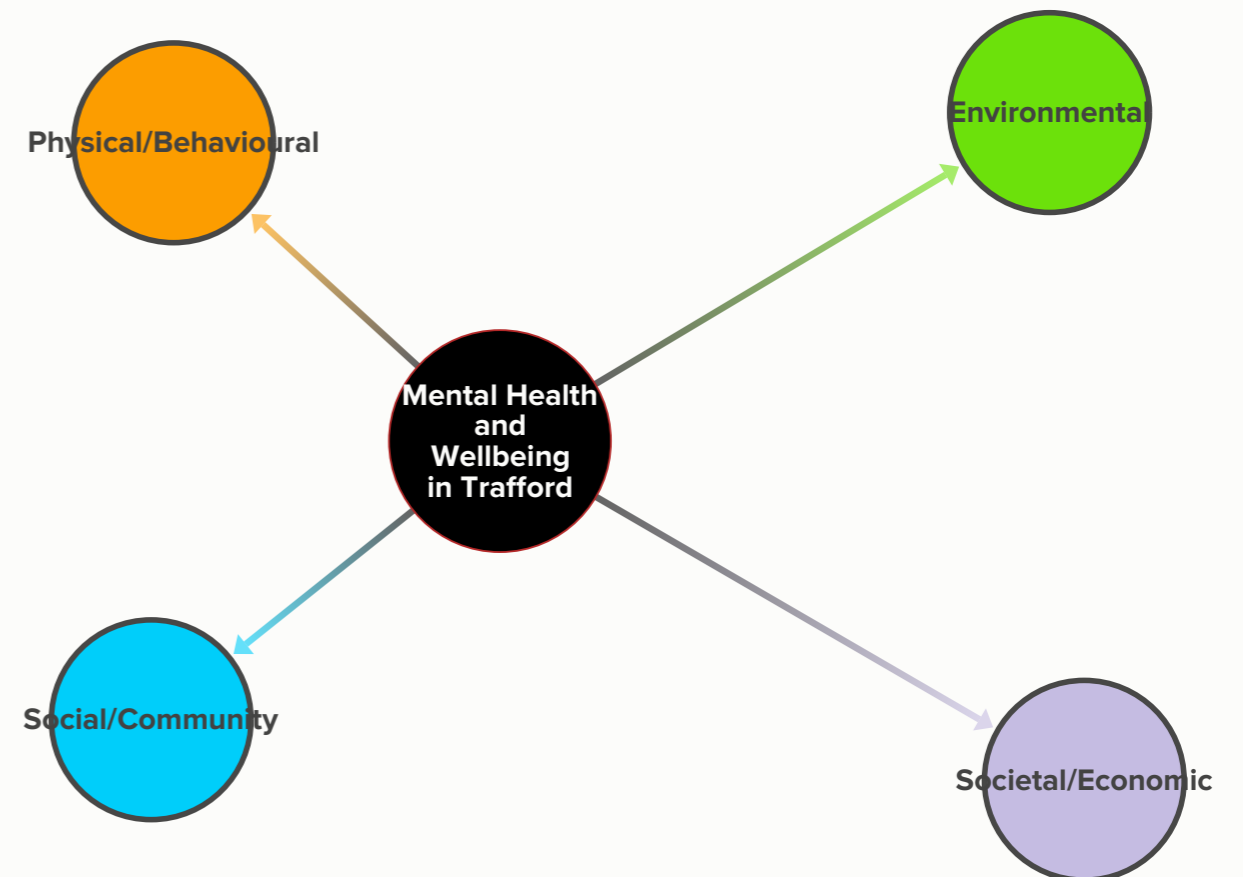 Physical/Behavioural
Environmental
Mental Health
and
Wellbeing
in Trafford
Social/Community
Societal/Economic